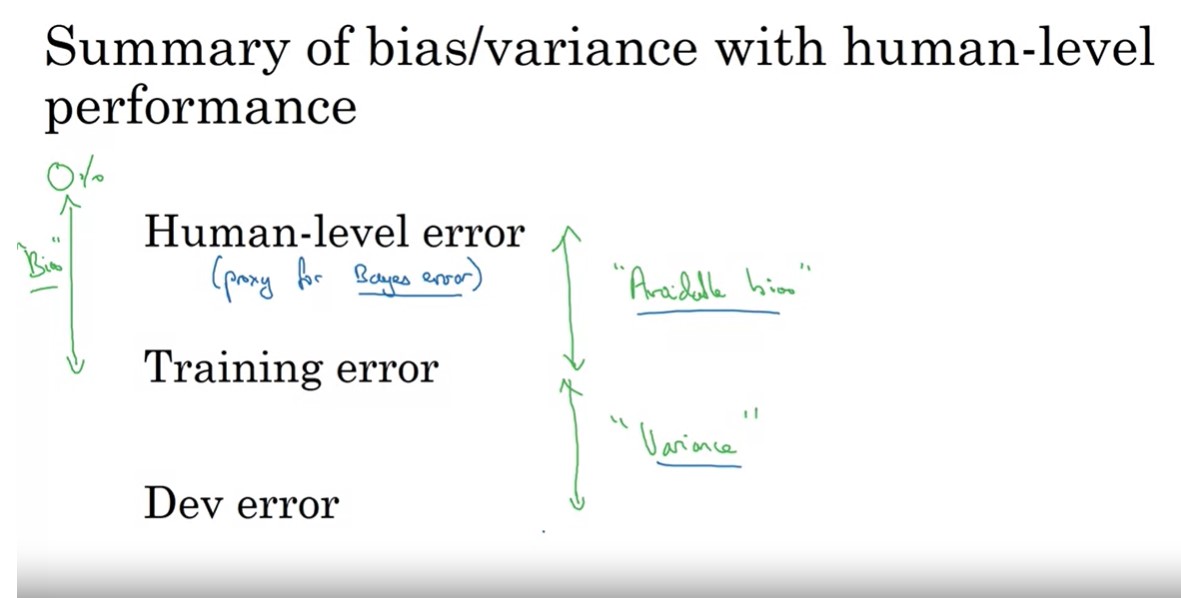 Summary of bias/variance with human-level
performance
0%
"Bias"
Human-level error
(proxy for Bayes error)
"Avoidable bias"
Training error
"Variance"
Dev error